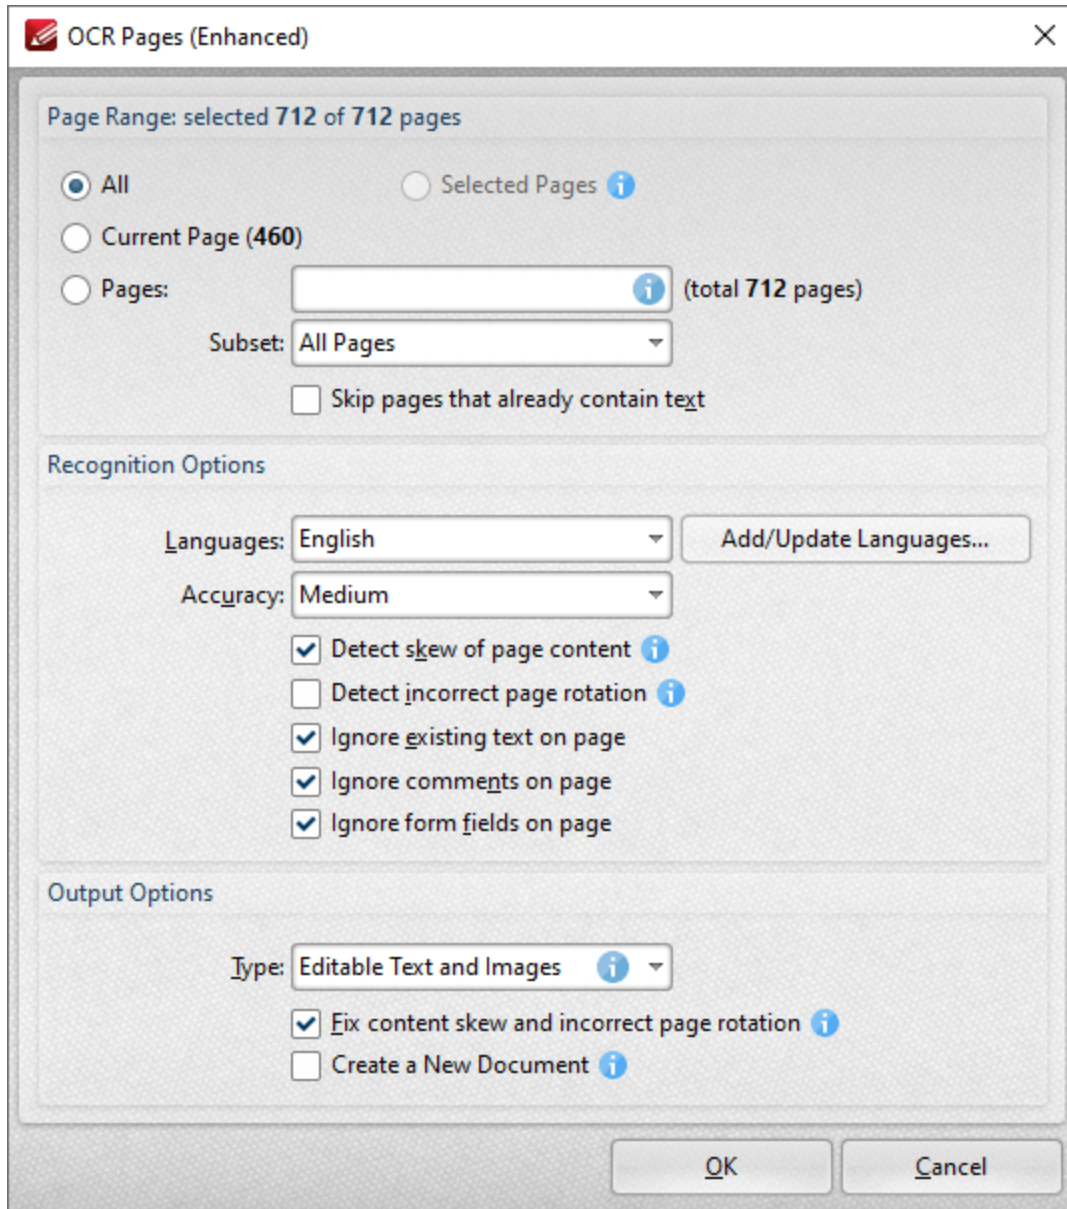 OCR Pages (Enhanced)
Page Range: selected 712 of 712 pages
All Selected Pages
Current Page (460)
Pages: (total 712 pages)
Subset: All Pages
Skip pages that already contain text
Recognition Options
Languages: English Add/Update Languages...
Accuracy: Medium
Detect skew of page content
Detect incorrect page rotation
Ignore existing text on page
Ignore comments on page
Ignore form fields on page
Output Options
Type: Editable Text and Images
Fix content skew and incorrect page rotation
Create a New Document
OK Cancel